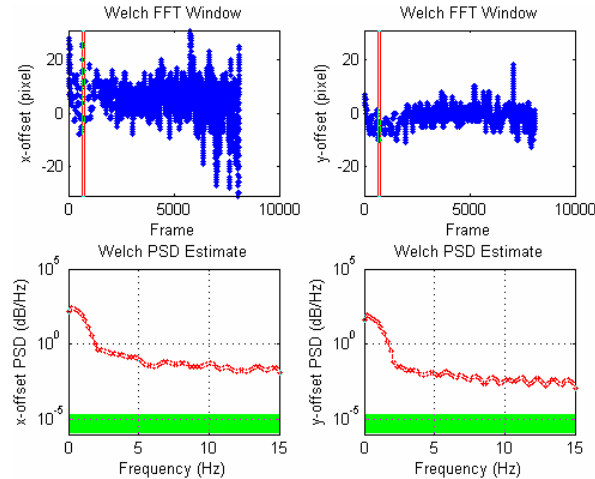 Welch FFT Window
Welch FFT Window
x-offset (pixel)
20
0
-20
0
5000
10000
Frame
y-offset (pixel)
20
0
-20
0
5000
10000
Frame
Welch PSD Estimate
Welch PSD Estimate
x-offset PSD (dB/Hz)
10^5
10^0
10^-5
0
5
10
15
Frequency (Hz)
y-offset PSD (dB/Hz)
10^5
10^0
10^-5
0
5
10
15
Frequency (Hz)